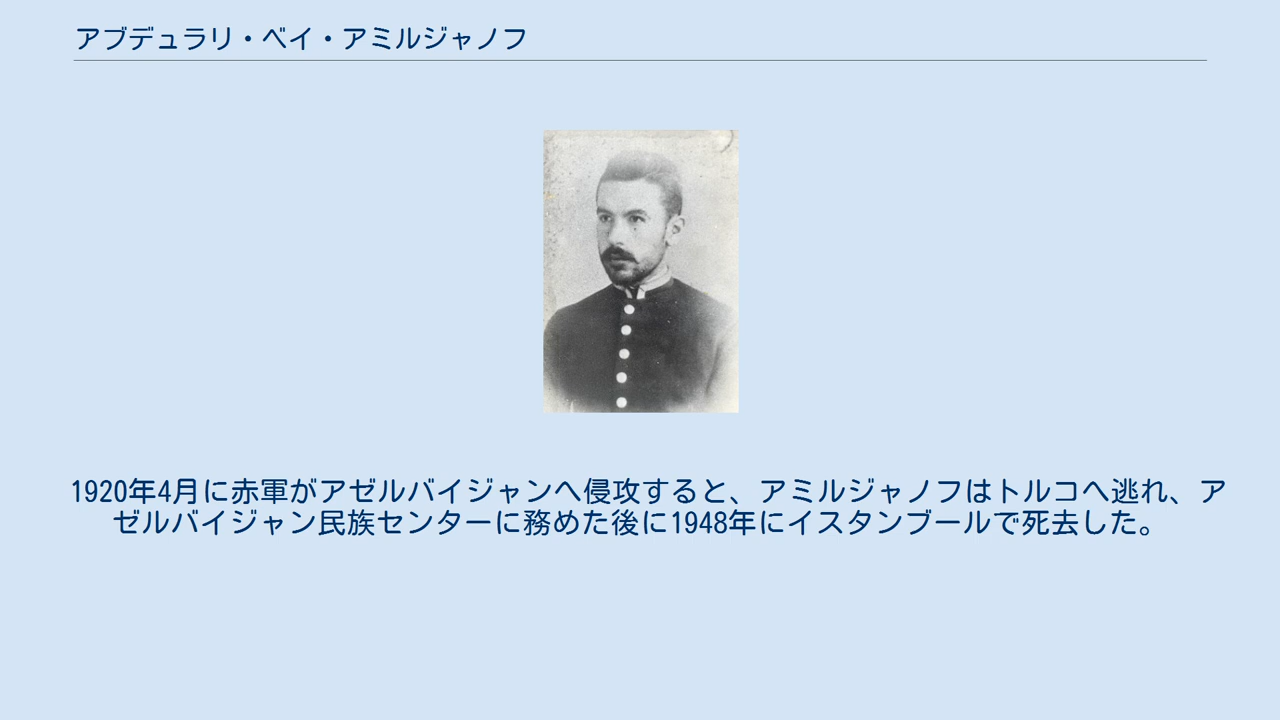 アブデュラリ・ベイ・アミルジャノフ
1920年4月に赤軍がアゼルバイジャンへ侵攻すると、アミルジャノフはトルコへ逃れ、ア
ゼルバイジャン民族センターに務めた後に1948年にイスタンブールで死去した。